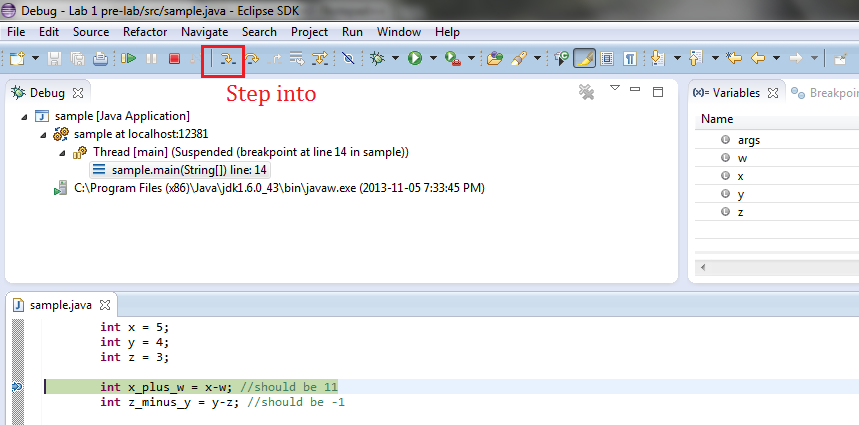 Debug - Lab 1 pre-lab/src/sample.java - Eclipse SDK
File Edit Source Refactor Navigate Search Project Run Window Help
Step into
Debug
sample [Java Application]
sample at localhost:12381
Thread [main] (Suspended (breakpoint at line 14 in sample))
sample.main(String[]) line: 14
C:\Program Files (x86)\Java\jdk1.6.0_43\bin\javaw.exe (2013-11-05 7:33:45 PM)
(x)= Variables Breakpoin
Name
args
w
x
y
z
sample.java
int x = 5;
int y = 4;
int z = 3;
int x_plus_w = x-w; //should be 11
int z_minus_y = y-z; //should be -1